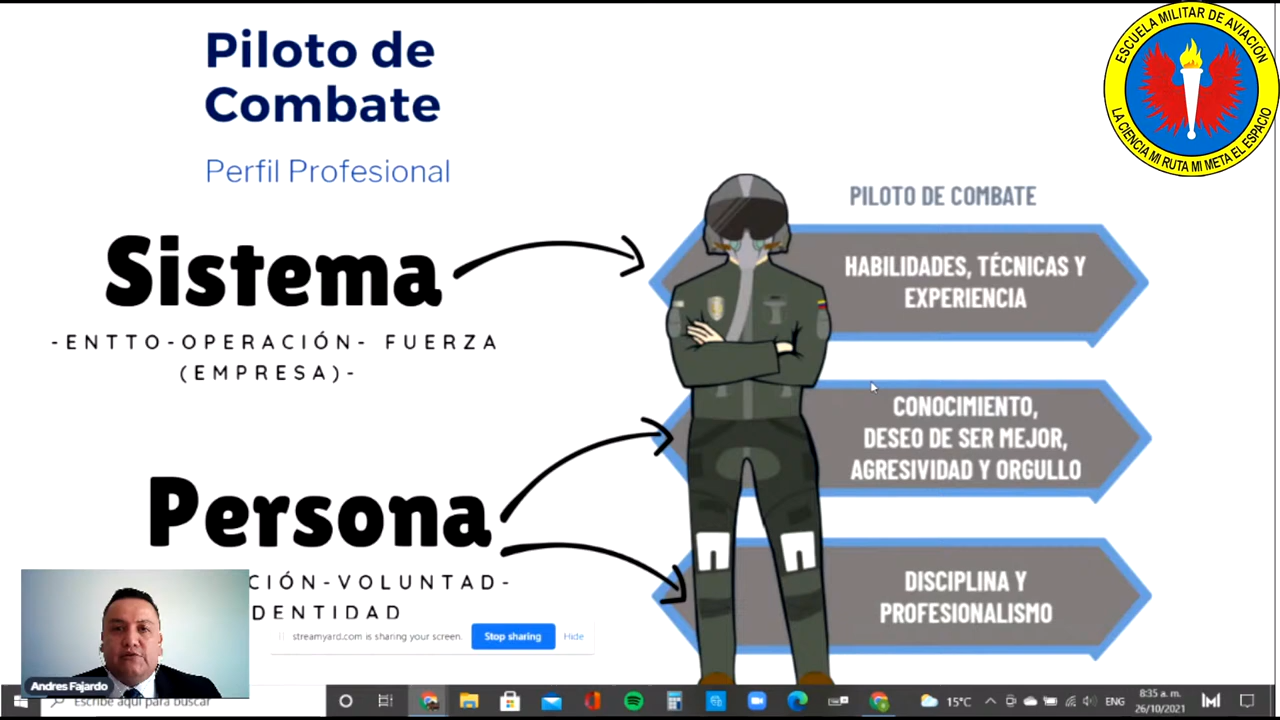 Piloto de
Combate
Perfil Profesional
ESCUELA MILITAR DE AVIACIÓN
LA CIENCIA MI RUTA MI META EL ESPACIO
Sistema
-ENTTO-OPERACIÓN- FUERZA
(EMPRESA)-
PILOTO DE COMBATE
HABILIDADES, TÉCNICAS Y
EXPERIENCIA
CONOCIMIENTO,
DESEO DE SER MEJOR,
AGRESIVIDAD Y ORGULLO
Persona
CIÓN-VOLUNTAD-
DENTIDAD
DISCIPLINA Y
PROFESIONALISMO
streamyard.com is sharing your screen.
Stop sharing
Hide
Andres Fajardo
Escribe aquí para buscar
15°C
ENG
8:35 a. m.
26/10/2021